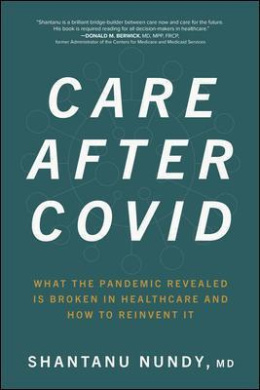 "Shantanu is a brilliant bridge builder between care now and care for the future.
His book is required reading for all decision-makers in healthcare."
—DONALD M. BERWICK, MD, MPP, FRCP,
former Administrator of the Centers for Medicare and Medicaid Services
CARE
AFTER
COVID
WHAT THE PANDEMIC REVEALED
IS BROKEN IN HEALTHCARE AND
HOW TO REINVENT IT
SHANTANU NUNDY, MD